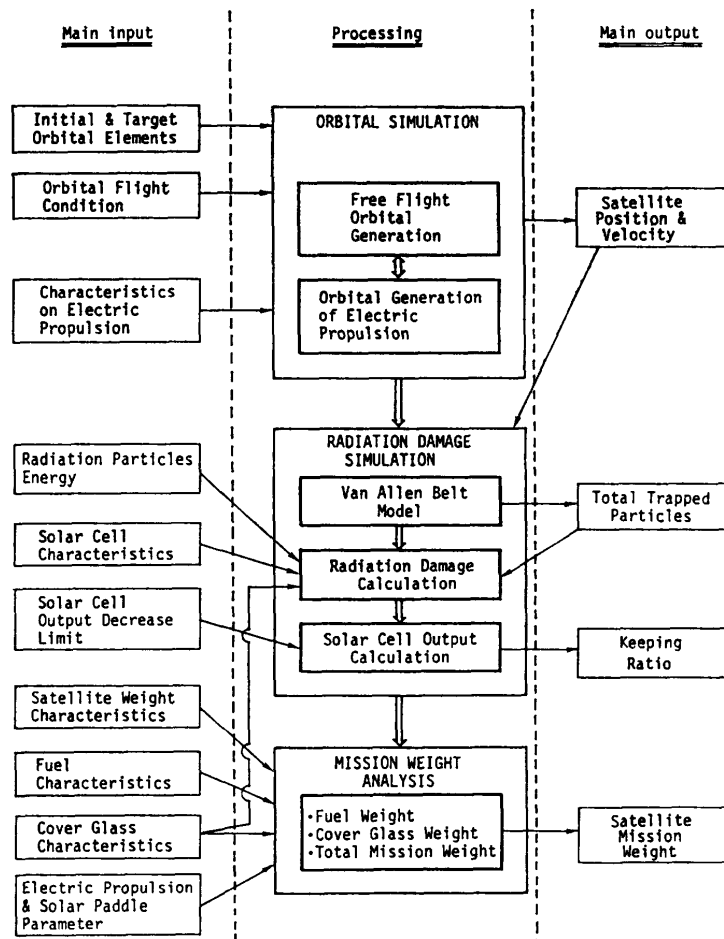 Main input
Processing
Main output
Initial & Target
Orbital Elements
Orbital Flight
Condition
Characteristics
on Electric
Propulsion
ORBITAL SIMULATION
Free Flight
Orbital
Generation
Orbital Generation
of Electric
Propulsion
Satellite
Position &
Velocity
Radiation Particles
Energy
Solar Cell
Characteristics
Solar Cell
Output Decrease
Limit
RADIATION DAMAGE
SIMULATION
Van Allen Belt
Model
Radiation Damage
Calculation
Solar Cell Output
Calculation
Total Trapped
Particles
Keeping
Ratio
Satellite Weight
Characteristics
Fuel
Characteristics
Cover Glass
Characteristics
Electric Propulsion
& Solar Paddle
Parameter
MISSION WEIGHT
ANALYSIS
·Fuel Weight
·Cover Glass Weight
·Total Mission Weight
Satellite
Mission
Weight